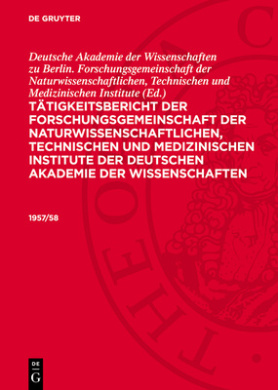 DE GRUYTER
Deutsche Akademie der Wissenschaften
zu Berlin. Forschungsgemeinschaft der
Naturwissenschaftlichen, Technischen und
Medizinischen Institute (Ed.)
TÄTIGKEITSBERICHT DER
FORSCHUNGSGEMEINSCHAFT DER
NATURWISSENSCHAFTLICHEN,
TECHNISCHEN UND MEDIZINISCHEN
INSTITUTE DER DEUTSCHEN
AKADEMIE DER WISSENSCHAFTEN
1957/58
DE
G